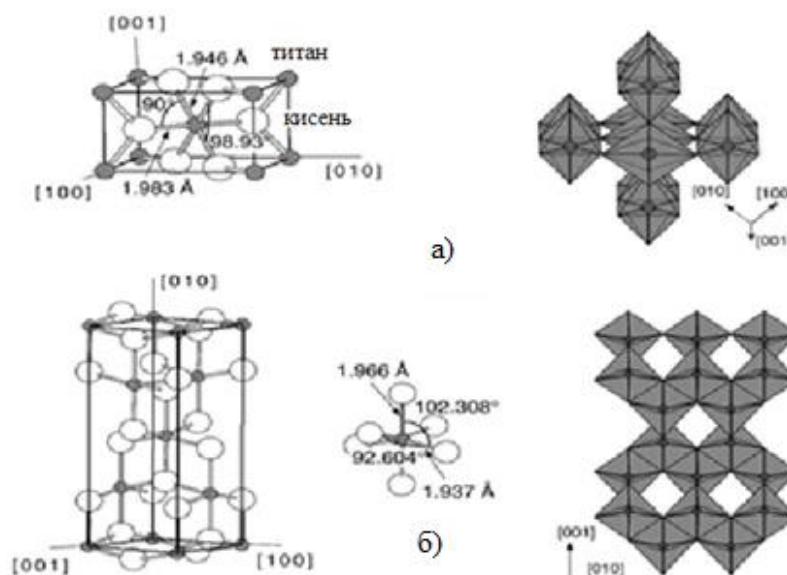 [001]
1.946 Å
титан
90°
кисень
98.93°
[100]
1.983 Å
[010]
[010]
[100]
[001]
а)
[010]
1.966 Å
102.308°
92.604°
1.937 Å
[001]
[100]
б)
[001]
[010]